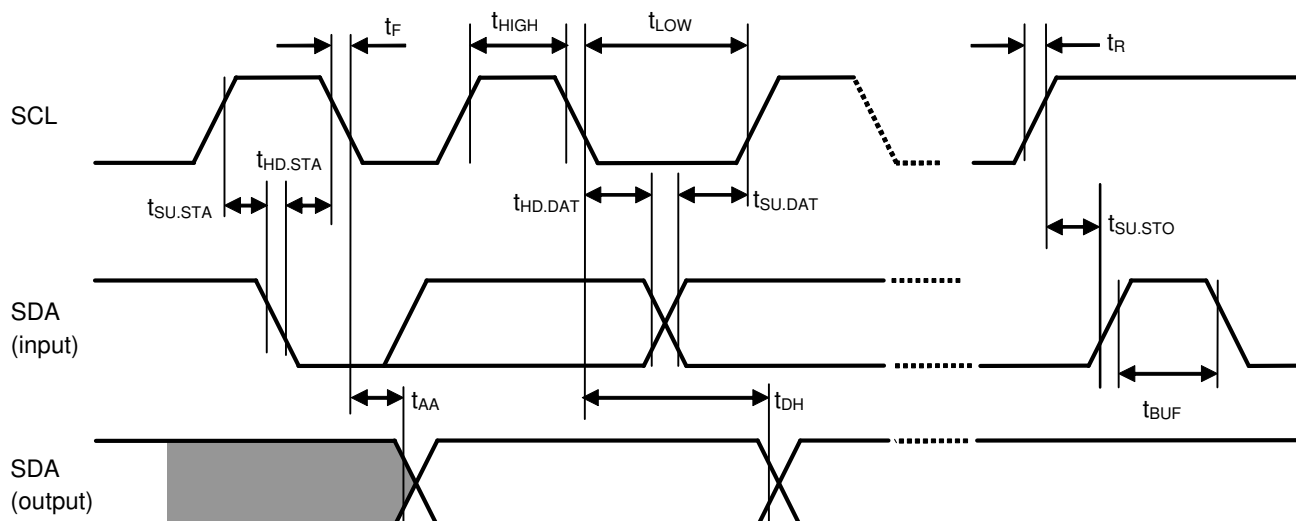 tF
tHIGH
tLOW
tR
SCL
tHD.STA
tSU.STA
tHD.DAT
tSU.DAT
tSU.STO
SDA
(input)
tAA
tDH
tBUF
SDA
(output)